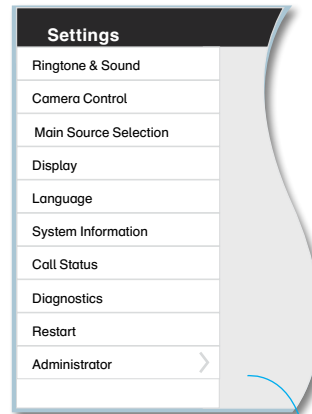 Settings
Ringtone & Sound
Camera Control
Main Source Selection
Display
Language
System Information
Call Status
Diagnostics
Restart
Administrator